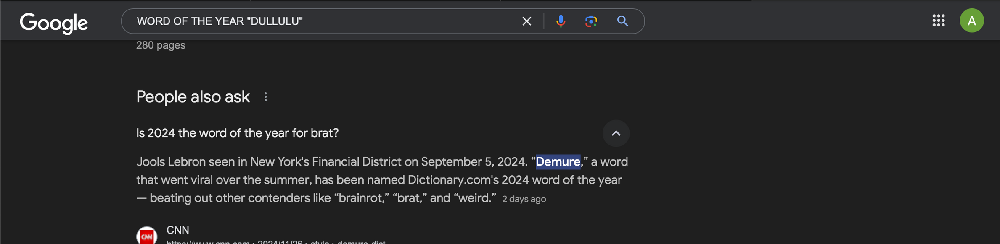 Google
WORD OF THE YEAR "DULLULU"
A
280 pages
People also ask
Is 2024 the word of the year for brat?
Jools Lebron seen in New York's Financial District on September 5, 2024. “Demure,” a word
that went viral over the summer, has been named Dictionary.com's 2024 word of the year
— beating out other contenders like “brainrot,” “brat,” and “weird.” 2 days ago
CNN
CNN
https://www.cnn.com › 2024/11/26 › style › demure-dict...